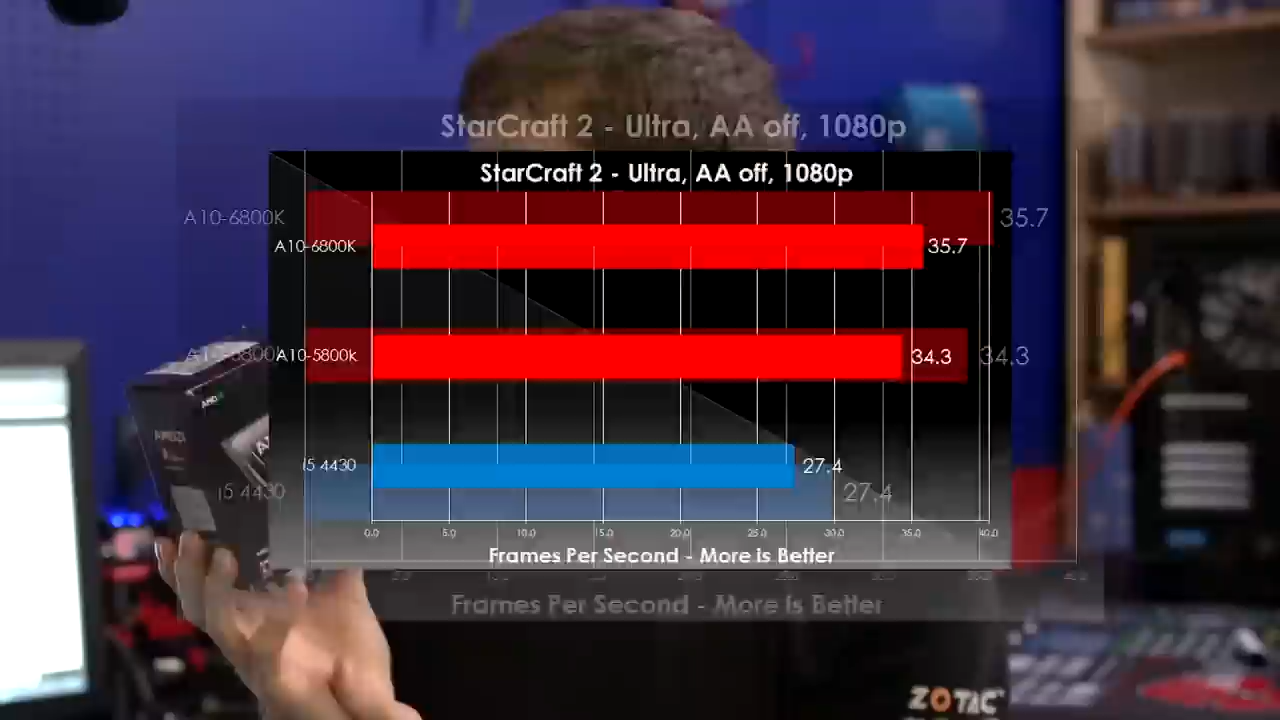 StarCraft 2 - Ultra, AA off, 1080p
StarCraft 2 - Ultra, AA off, 1080p
A10-6800K 35.7
A10-6800K 35.7
A10-5800k 34.3 34.3
i5 4430 27.4
i5 4430 27.4
0.0 5.0 10.0 15.0 20.0 25.0 30.0 35.0 40.0
Frames Per Second - More is Better
Frames Per Second - More is Better
AMD
ZOTAC